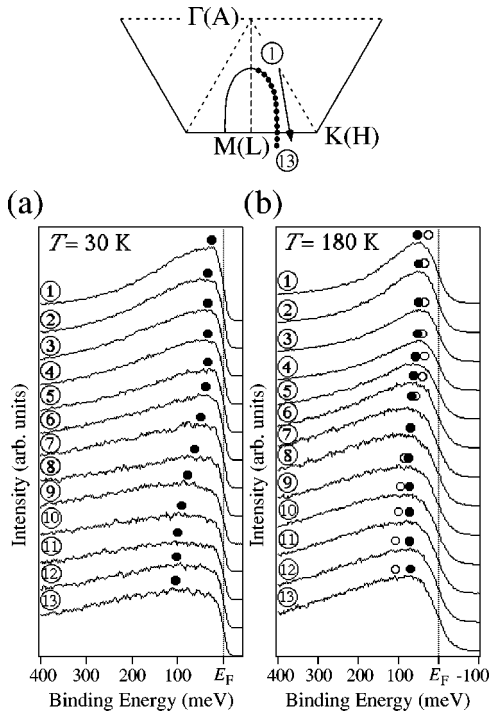 Γ(A)
①
M(L)
K(H)
⑬
(a)
(b)
T = 30 K
T = 180 K
①
②
③
④
⑤
⑥
⑦
⑧
⑨
⑩
⑪
⑫
⑬
①
②
③
④
⑤
⑥
⑦
⑧
⑨
⑩
⑪
⑫
⑬
Intensity (arb. units)
Intensity (arb. units)
400 300 200 100 EF
400 300 200 100 EF -100
Binding Energy (meV)
Binding Energy (meV)